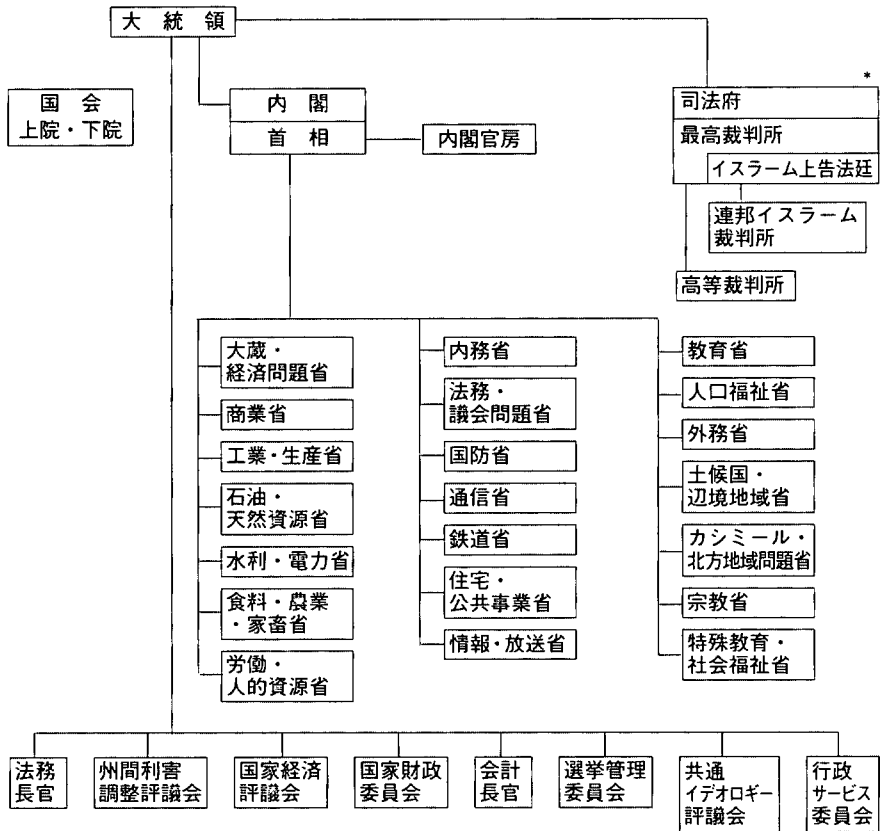 大統領
国会
上院・下院
内閣
首相
内閣官房
*
司法府
最高裁判所
イスラーム上告法廷
連邦イスラーム
裁判所
高等裁判所
大蔵・
経済問題省
商業省
工業・生産省
石油・
天然資源省
水利・電力省
食料・農業
・家畜省
労働・
人的資源省
内務省
法務・
議会問題省
国防省
通信省
鉄道省
住宅・
公共事業省
情報・放送省
教育省
人口福祉省
外務省
土候国・
辺境地域省
カシミール・
北方地域問題省
宗教省
特殊教育・
社会福祉省
法務
長官
州間利害
調整評議会
国家経済
評議会
国家財政
委員会
会計
長官
選挙管理
委員会
共通
イデオロギー
評議会
行政
サービス
委員会